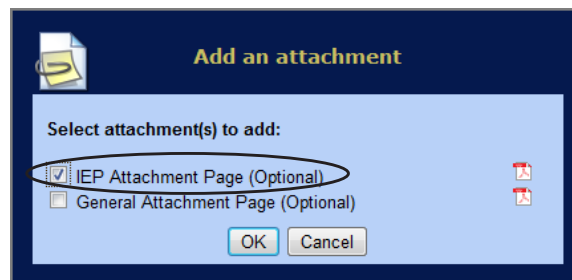 Add an attachment
Select attachment(s) to add:
IEP Attachment Page (Optional)
General Attachment Page (Optional)
OK Cancel